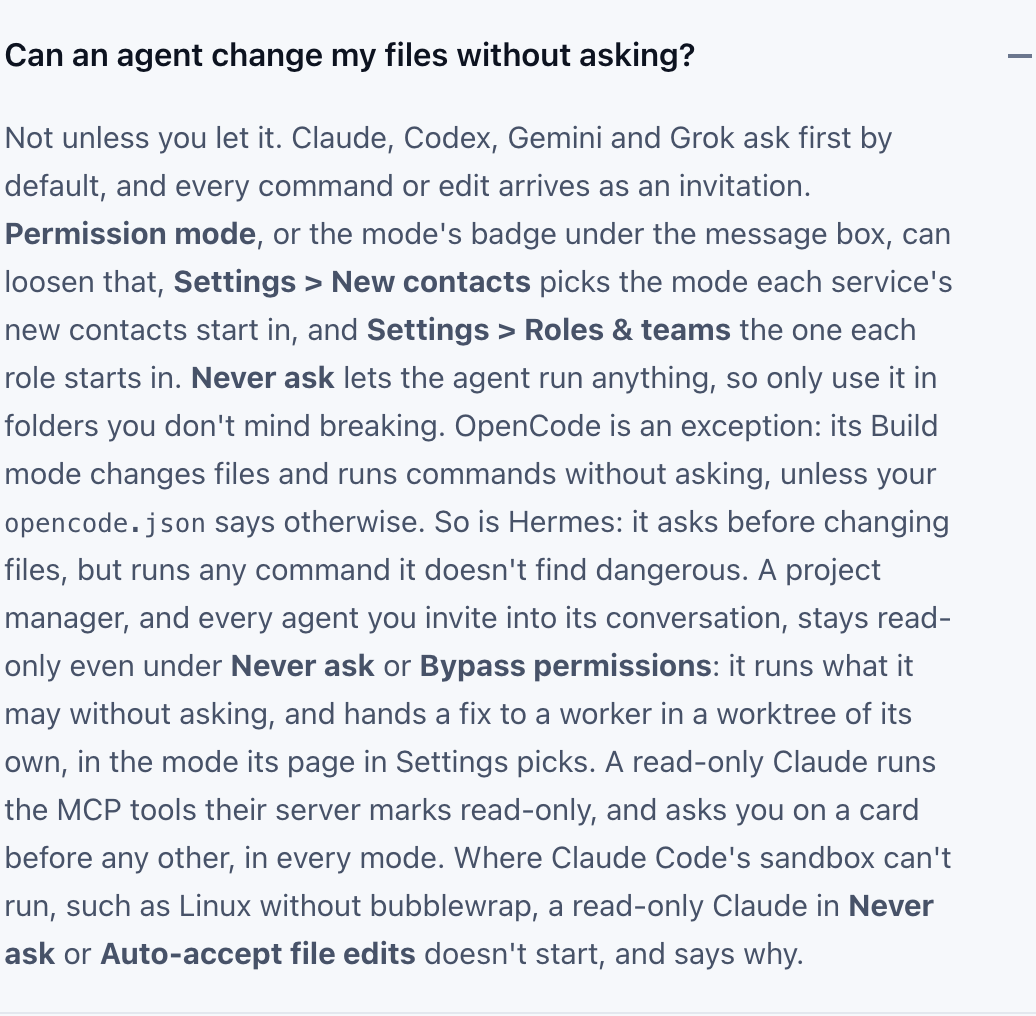 Can an agent change my files without asking?
Not unless you let it. Claude, Codex, Gemini and Grok ask first by
default, and every command or edit arrives as an invitation.
Permission mode, or the mode's badge under the message box, can
loosen that, Settings > New contacts picks the mode each service's
new contacts start in, and Settings > Roles & teams the one each
role starts in. Never ask lets the agent run anything, so only use it in
folders you don't mind breaking. OpenCode is an exception: its Build
mode changes files and runs commands without asking, unless your
opencode.json says otherwise. So is Hermes: it asks before changing
files, but runs any command it doesn't find dangerous. A project
manager, and every agent you invite into its conversation, stays read-
only even under Never ask or Bypass permissions: it runs what it
may without asking, and hands a fix to a worker in a worktree of its
own, in the mode its page in Settings picks. A read-only Claude runs
the MCP tools their server marks read-only, and asks you on a card
before any other, in every mode. Where Claude Code's sandbox can't
run, such as Linux without bubblewrap, a read-only Claude in Never
ask or Auto-accept file edits doesn't start, and says why.